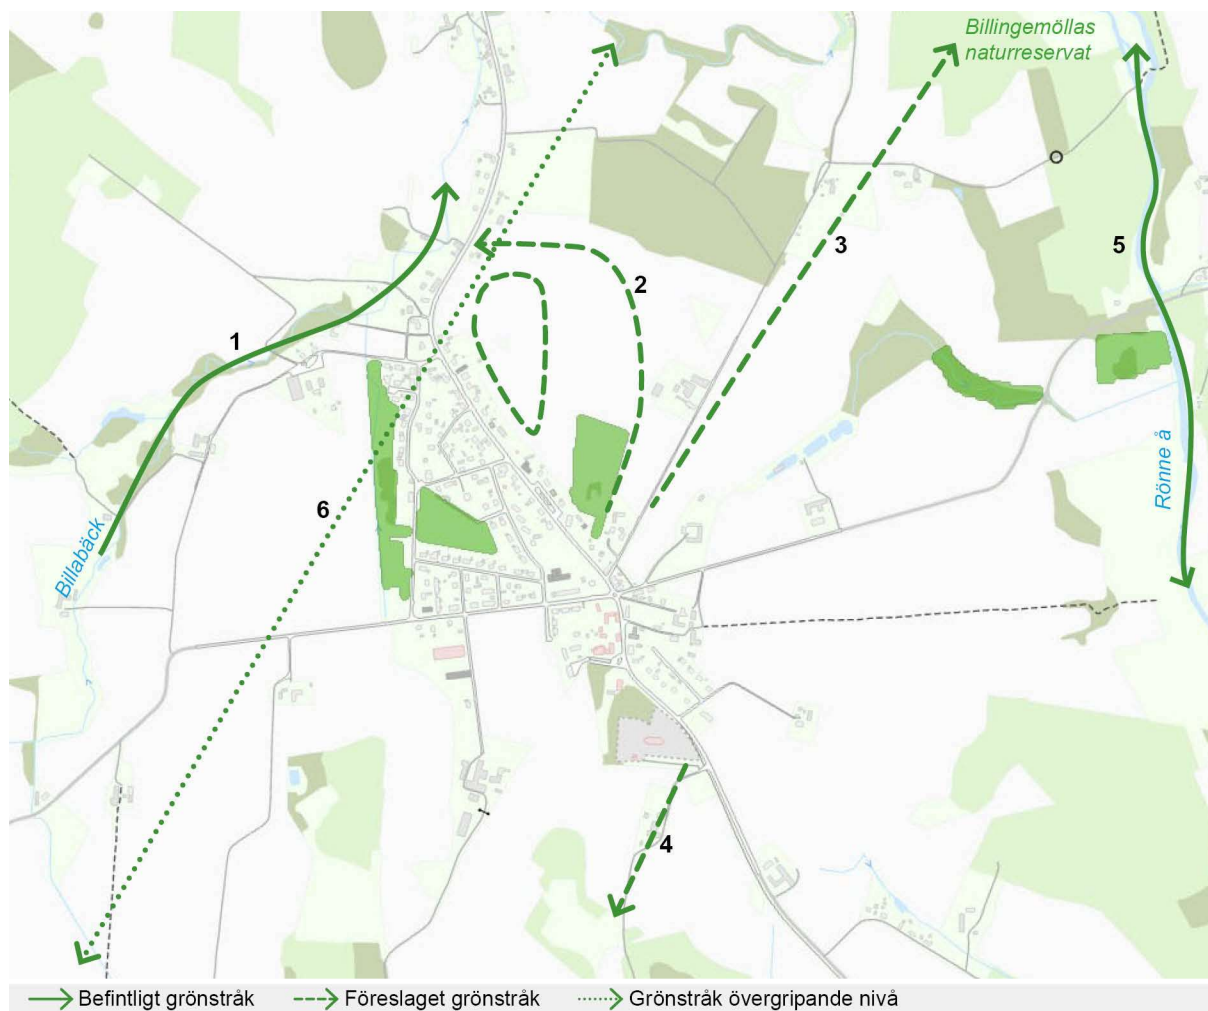 Billingemöllas
naturreservat
5
3
2
1
Rönne å
6
Billabäck
4
Befintligt grönstråk
Föreslaget grönstråk
Grönstråk övergripande nivå